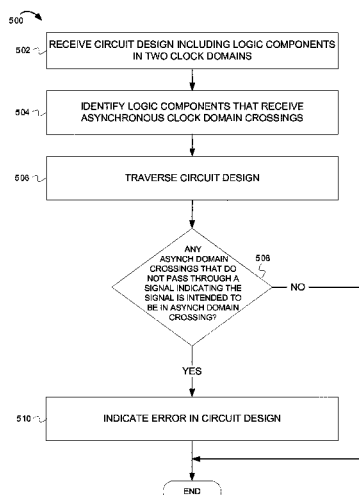 500
502
RECEIVE CIRCUIT DESIGN INCLUDING LOGIC COMPONENTS
IN TWO CLOCK DOMAINS
504
IDENTIFY LOGIC COMPONENTS THAT RECEIVE
ASYNCHRONOUS CLOCK DOMAIN CROSSINGS
506
TRAVERSE CIRCUIT DESIGN
ANY
ASYNCH DOMAIN
CROSSINGS THAT DO
NOT PASS THROUGH A
SIGNAL INDICATING THE
SIGNAL IS INTENDED TO
BE IN ASYNCH DOMAIN
CROSSING?
506
NO
YES
510
INDICATE ERROR IN CIRCUIT DESIGN
END